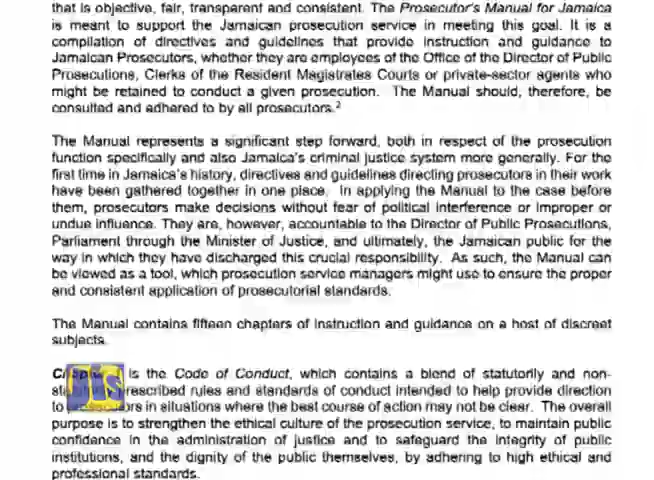 that is objective, fair, transparent and consistent. The Prosecutor's Manual for Jamaica
is meant to support the Jamaican prosecution service in meeting this goal. It is a
compilation of directives and guidelines that provide instruction and guidance to
Jamaican Prosecutors, whether they are employees of the Office of the Director of Public
Prosecutions, Clerks of the Resident Magistrates Courts or private-sector agents who
might be retained to conduct a given prosecution. The Manual should, therefore, be
consulted and adhered to by all prosecutors.2
The Manual represents a significant step forward, both in respect of the prosecution
function specifically and also Jamaica's criminal justice system more generally. For the
first time in Jamaica's history, directives and guidelines directing prosecutors in their work
have been gathered together in one place. In applying the Manual to the case before
them, prosecutors make decisions without fear of political interference or improper or
undue influence. They are, however, accountable to the Director of Public Prosecutions,
Parliament through the Minister of Justice, and ultimately, the Jamaican public for the
way in which they have discharged this crucial responsibility. As such, the Manual can
be viewed as a tool, which prosecution service managers might use to ensure the proper
and consistent application of prosecutorial standards.
The Manual contains fifteen chapters of instruction and guidance on a host of discreet
subjects.
is the Code of Conduct, which contains a blend of statutorily and non-
rescribed rules and standards of conduct intended to help provide direction
to in situations where the best course of action may not be clear. The overall
purpose is to strengthen the ethical culture of the prosecution service, to maintain public
confidence in the administration of justice and to safeguard the integrity of public
institutions, and the dignity of the public themselves, by adhering to high ethical and
professional standards.
jis